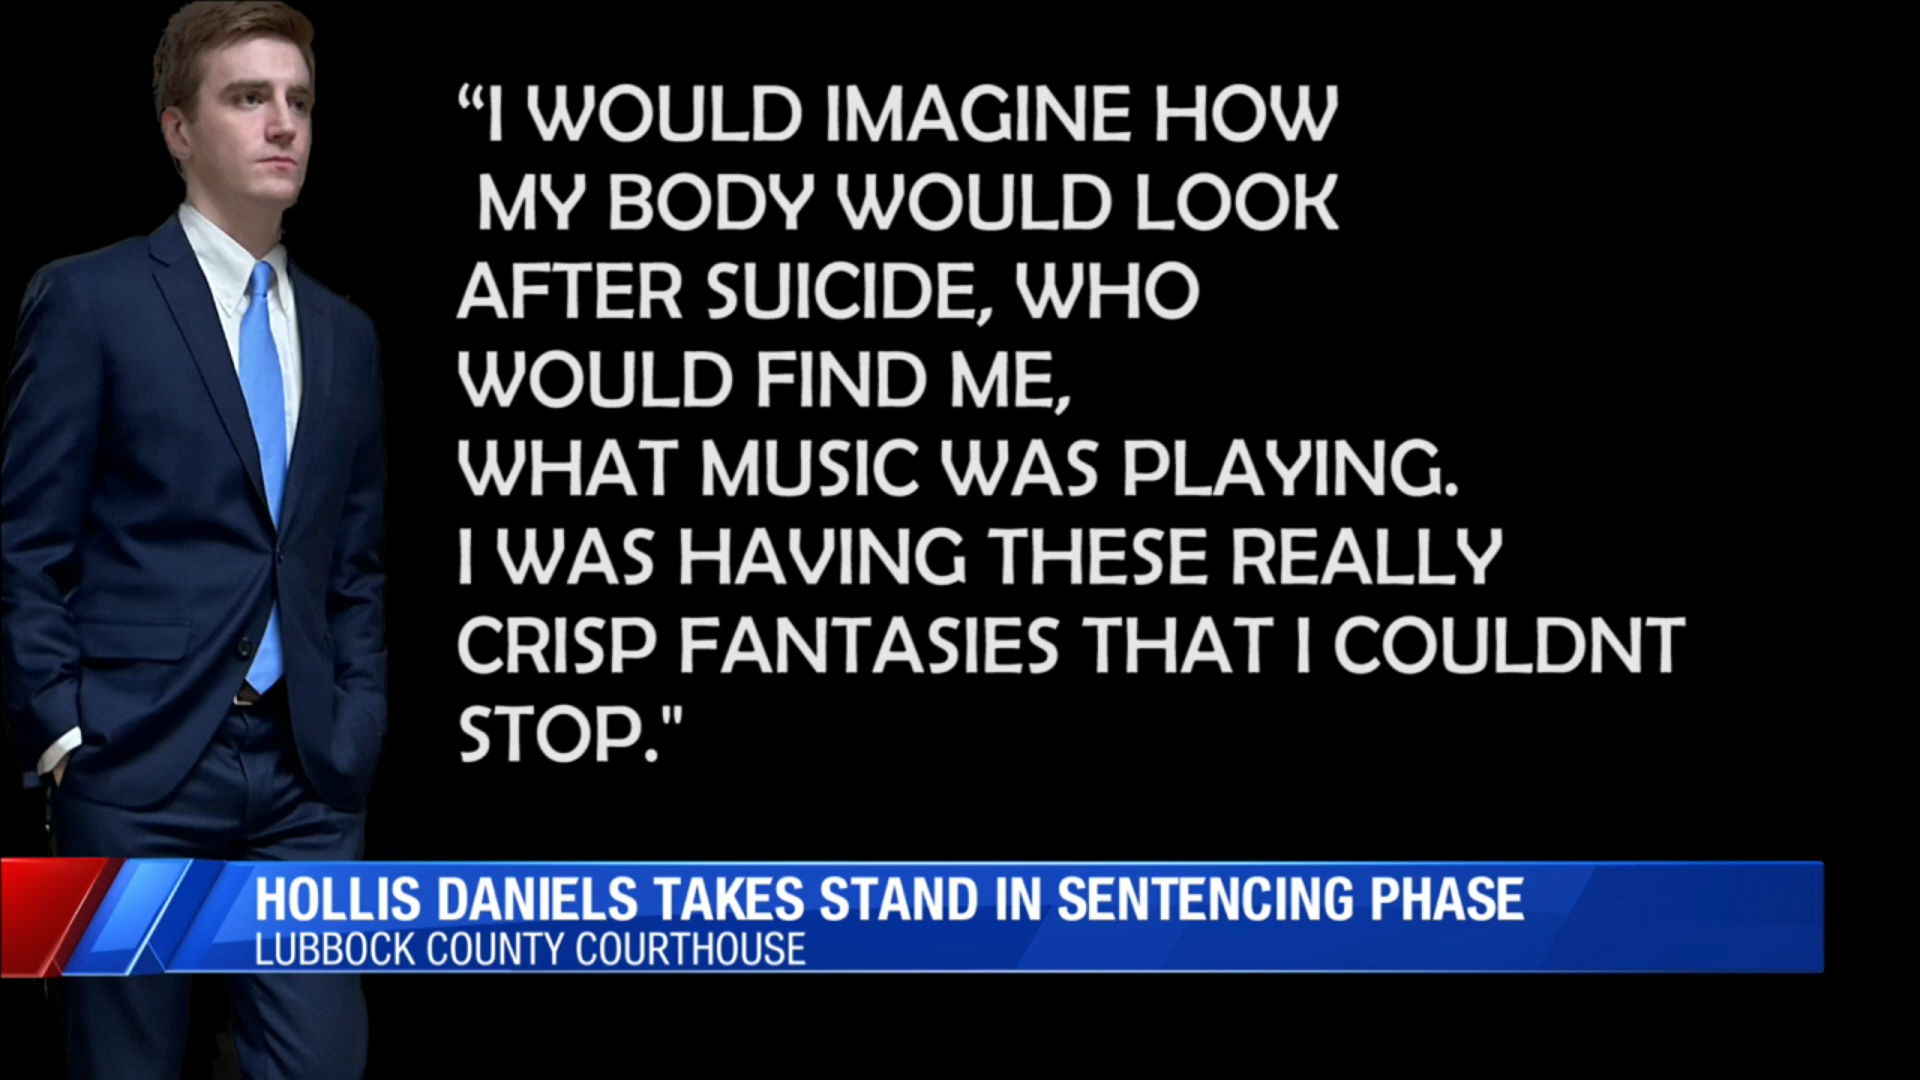 “I WOULD IMAGINE HOW
MY BODY WOULD LOOK
AFTER SUICIDE, WHO
WOULD FIND ME,
WHAT MUSIC WAS PLAYING.
I WAS HAVING THESE REALLY
CRISP FANTASIES THAT I COULDNT
STOP."
HOLLIS DANIELS TAKES STAND IN SENTENCING PHASE
LUBBOCK COUNTY COURTHOUSE